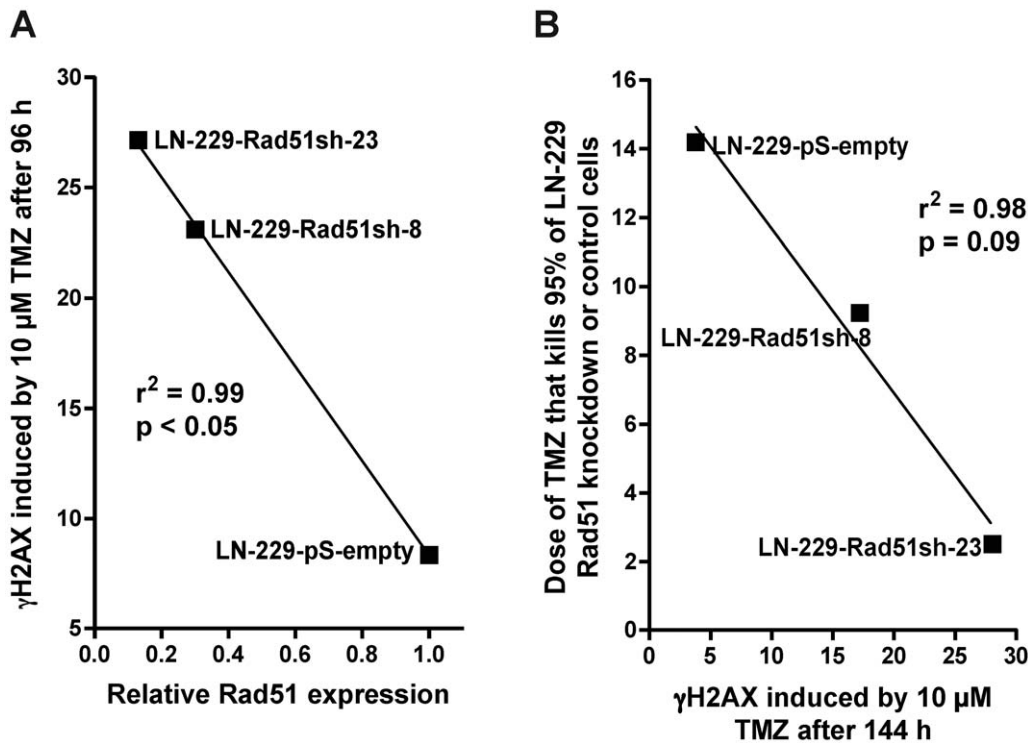 A
γH2AX induced by 10 µM TMZ after 96 h
30
25
20
15
10
5
LN-229-Rad51sh-23
LN-229-Rad51sh-8
r² = 0.99
p < 0.05
LN-229-pS-empty
0.0 0.2 0.4 0.6 0.8 1.0
Relative Rad51 expression
B
Dose of TMZ that kills 95% of LN-229
Rad51 knockdown or control cells
16
14
12
10
8
6
4
2
0
LN-229-pS-empty
r² = 0.98
p = 0.09
LN-229-Rad51sh-8
LN-229-Rad51sh-23
0 5 10 15 20 25 30
γH2AX induced by 10 µM
TMZ after 144 h